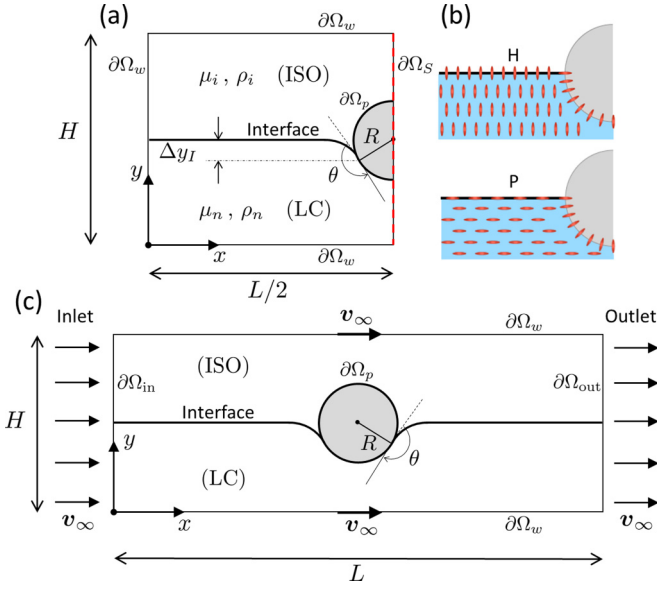 (a)
∂Ω_w
∂Ω_w
μ_i , ρ_i (ISO)
∂Ω_S
∂Ω_p
H
Interface
R
Δy_I
θ
y
μ_n , ρ_n (LC)
x
∂Ω_w
L/2
(b)
H
P
(c)
Inlet
v_∞
∂Ω_w
Outlet
(ISO)
∂Ω_p
∂Ω_in
∂Ω_out
H
Interface
R
y
θ
(LC)
x
v_∞
v_∞
∂Ω_w
v_∞
L